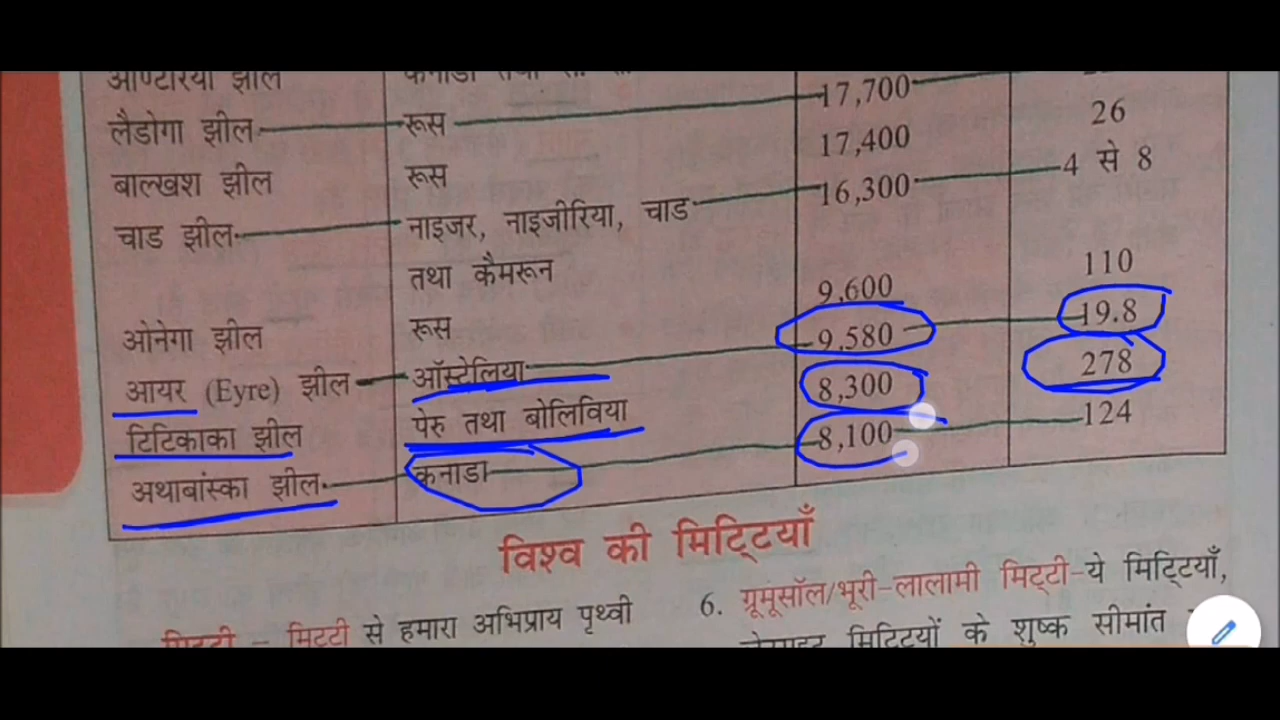 ओण्टारियो झील
लैडोगा झील रूस 17,700
बाल्खश झील रूस 17,400 26
चाड झील नाइजर, नाइजीरिया, चाड 16,300 4 से 8
तथा कैमरून
ओनेगा झील रूस 9,600 110
आयर (Eyre) झील ऑस्टेलिया 9,580 19.8
टिटिकाका झील पेरु तथा बोलिविया 8,300 278
अथाबांस्का झील कनाडा 8,100 124
विश्व की मिट्टियाँ
6. ग्रूमूसॉल/भूरी-लालामी मिट्टी-ये मिट्टियाँ,
मिट्टी - मिट्टी से हमारा अभिप्राय पृथ्वी
मिट्टियों के शुष्क सीमांत